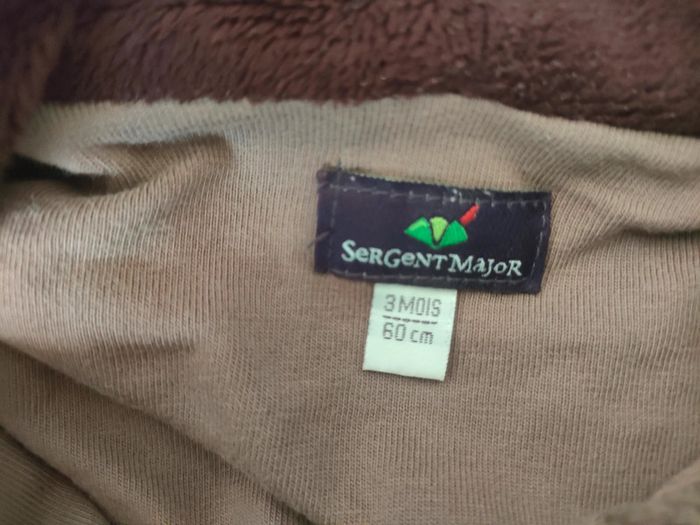 SERGENT MAJOR
3 MOIS
60 cm